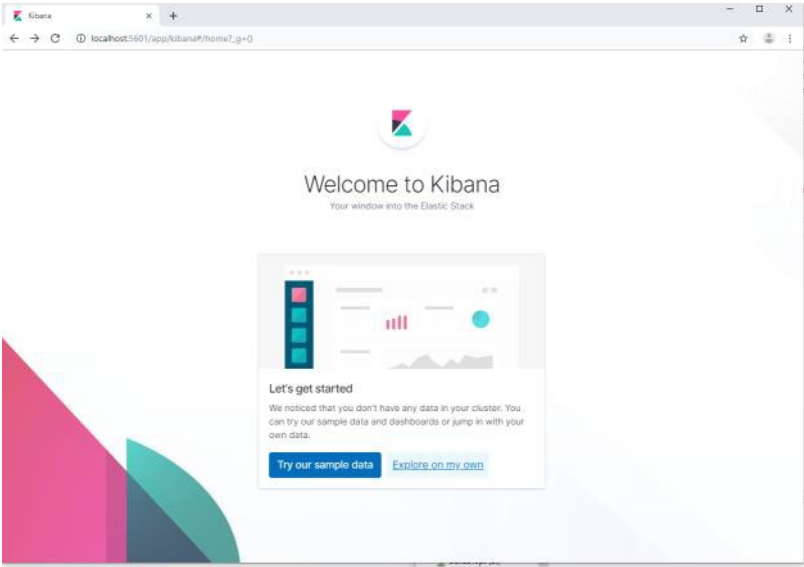 Kibana
localhost:5601/app/kibana#/home?_g=()
Welcome to Kibana
Your window into the Elastic Stack
Let's get started
We noticed that you don't have any data in your cluster. You
can try our sample data and dashboards or jump in with your
own data.
Try our sample data
Explore on my own